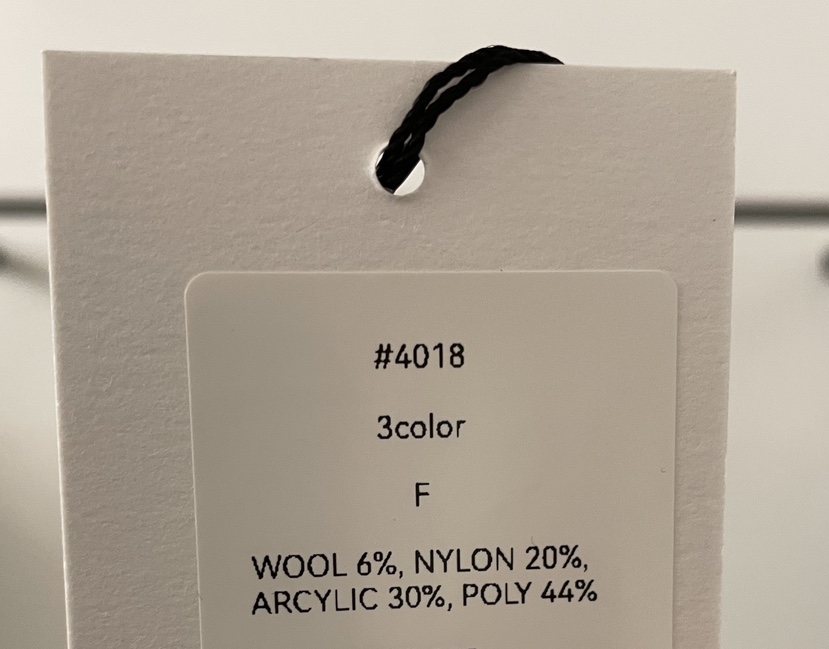 #4018
3color
F
WOOL 6%, NYLON 20%,
ARCYLIC 30%, POLY 44%